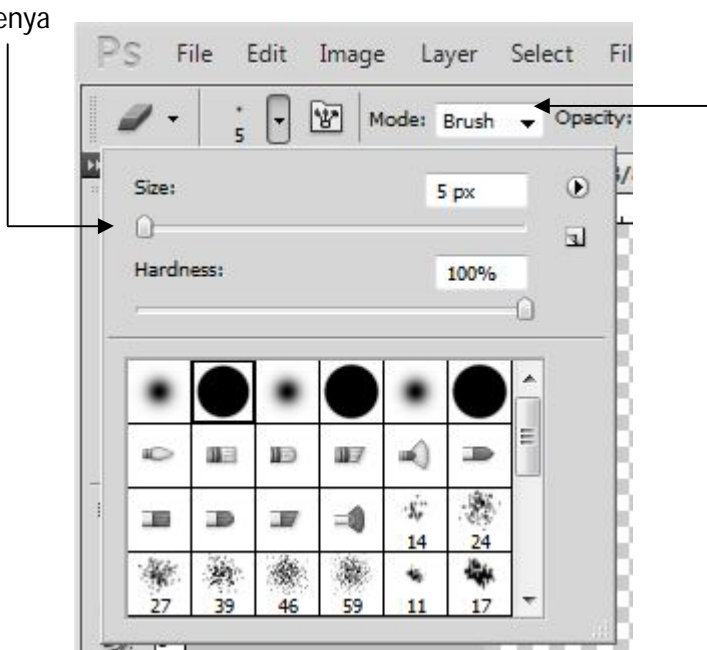 enya
Ps File Edit Image Layer Select Fil
5 Mode: Brush Opacity:
Size: 5 px
Hardness: 100%
14 24
27 39 46 59 11 17